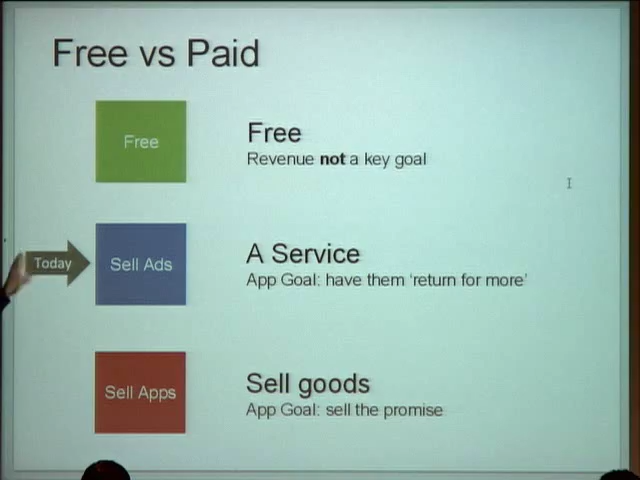 Free vs Paid
Free
Free
Revenue not a key goal
Today
Sell Ads
A Service
App Goal: have them ‘return for more’
Sell Apps
Sell goods
App Goal: sell the promise